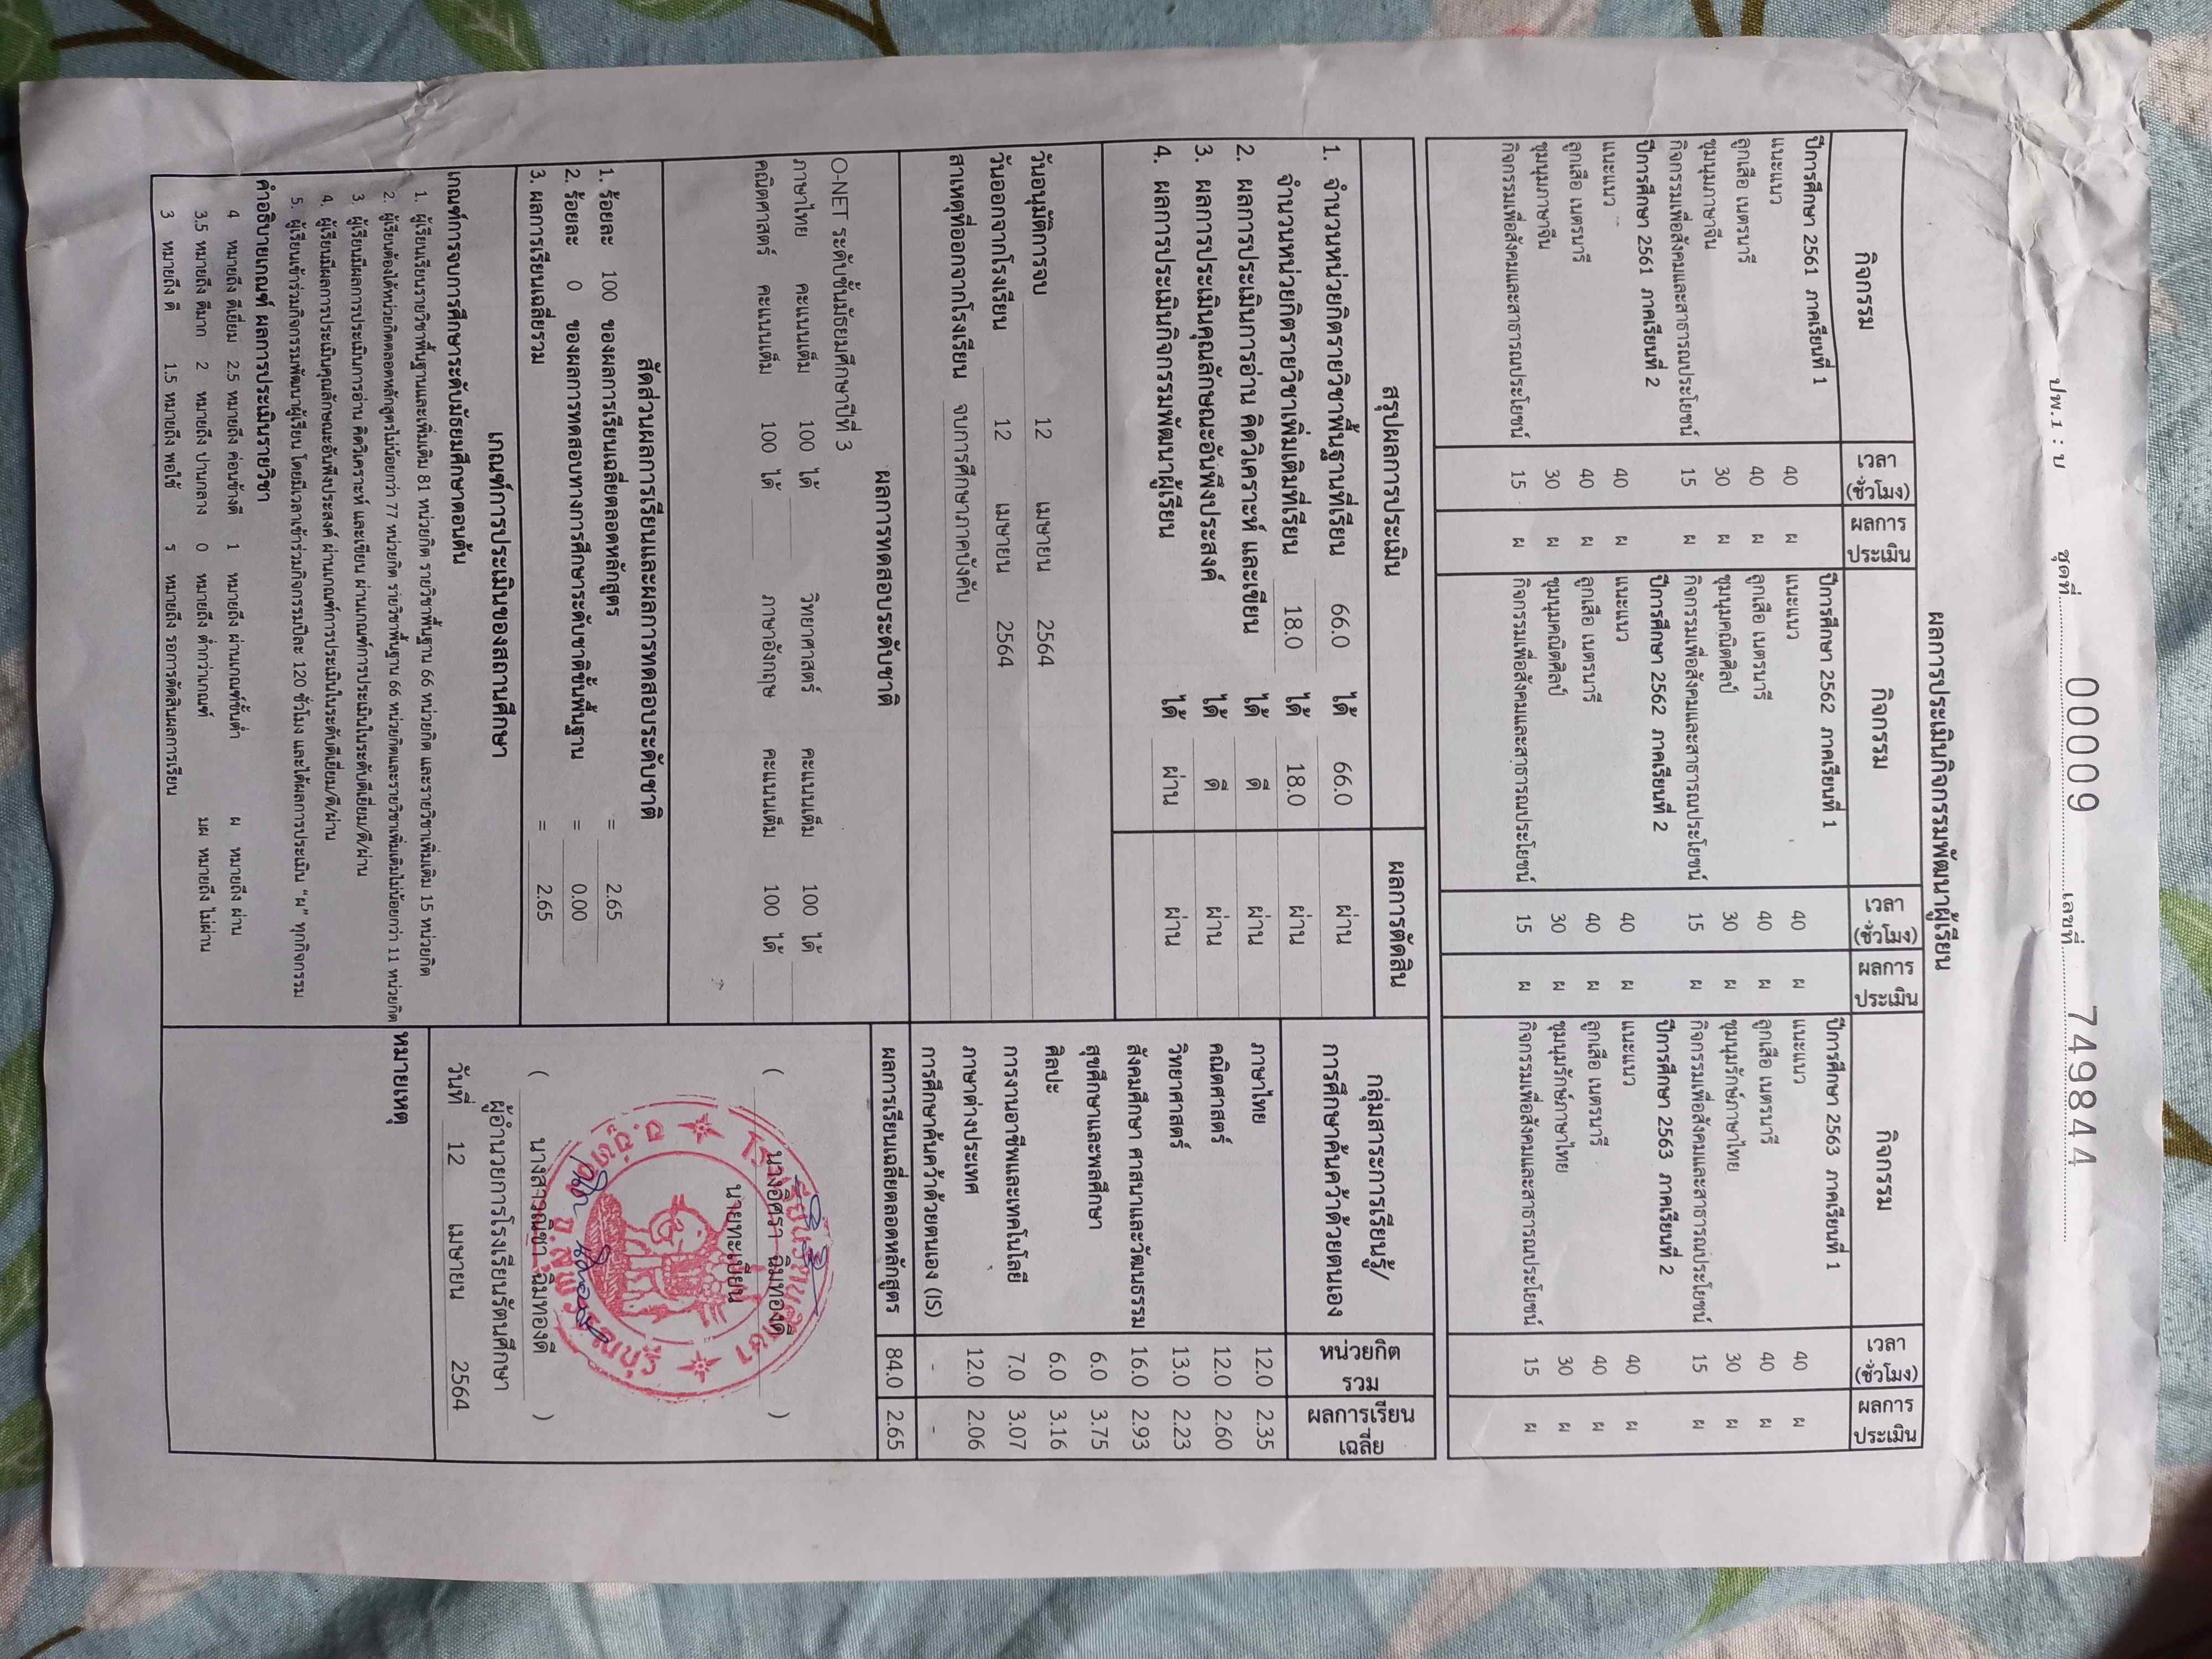 ปพ.1 : บ ชุดที่ 00009 เลขที่ 749844
ผลการประเมินกิจกรรมพัฒนาผู้เรียน
กิจกรรม เวลา (ชั่วโมง) ผลการประเมิน กิจกรรม เวลา (ชั่วโมง) ผลการประเมิน กิจกรรม เวลา (ชั่วโมง) ผลการประเมิน
ปีการศึกษา 2561 ภาคเรียนที่ 1 ปีการศึกษา 2562 ภาคเรียนที่ 1 ปีการศึกษา 2563 ภาคเรียนที่ 1
แนะแนว 40 ผ แนะแนว 40 ผ แนะแนว 40 ผ
ลูกเสือ เนตรนารี 40 ผ ลูกเสือ เนตรนารี 40 ผ ลูกเสือ เนตรนารี 40 ผ
ชุมนุมภาษาจีน 30 ผ ชุมนุมคณิตศิลป์ 30 ผ ชุมนุมรักษ์ภาษาไทย 30 ผ
กิจกรรมเพื่อสังคมและสาธารณประโยชน์ 15 ผ กิจกรรมเพื่อสังคมและสาธารณประโยชน์ 15 ผ กิจกรรมเพื่อสังคมและสาธารณประโยชน์ 15 ผ
ปีการศึกษา 2561 ภาคเรียนที่ 2 ปีการศึกษา 2562 ภาคเรียนที่ 2 ปีการศึกษา 2563 ภาคเรียนที่ 2
แนะแนว 40 ผ แนะแนว 40 ผ แนะแนว 40 ผ
ลูกเสือ เนตรนารี 40 ผ ลูกเสือ เนตรนารี 40 ผ ลูกเสือ เนตรนารี 40 ผ
ชุมนุมภาษาจีน 30 ผ ชุมนุมคณิตศิลป์ 30 ผ ชุมนุมรักษ์ภาษาไทย 30 ผ
กิจกรรมเพื่อสังคมและสาธารณประโยชน์ 15 ผ กิจกรรมเพื่อสังคมและสาธารณประโยชน์ 15 ผ กิจกรรมเพื่อสังคมและสาธารณประโยชน์ 15 ผ
สรุปผลการประเมิน ผลการตัดสิน
1. จำนวนหน่วยกิตรายวิชาพื้นฐานที่เรียน 66.0 ได้ 66.0 ผ่าน
จำนวนหน่วยกิตรายวิชาเพิ่มเติมที่เรียน 18.0 ได้ 18.0 ผ่าน
2. ผลการประเมินการอ่าน คิดวิเคราะห์ และเขียน ได้ ดี ผ่าน
3. ผลการประเมินคุณลักษณะอันพึงประสงค์ ได้ ดี ผ่าน
4. ผลการประเมินกิจกรรมพัฒนาผู้เรียน ได้ ผ่าน ผ่าน
วันอนุมัติการจบ 12 เมษายน 2564
วันออกจากโรงเรียน 12 เมษายน 2564
สาเหตุที่ออกจากโรงเรียน จบการศึกษาภาคบังคับ
ผลการทดสอบระดับชาติ
O-NET ระดับชั้นมัธยมศึกษาปีที่ 3
ภาษาไทย คะแนนเต็ม 100 ได้ วิทยาศาสตร์ คะแนนเต็ม 100 ได้
คณิตศาสตร์ คะแนนเต็ม 100 ได้ ภาษาอังกฤษ คะแนนเต็ม 100 ได้
สัดส่วนผลการเรียนและผลการทดสอบระดับชาติ
1. ร้อยละ 100 ของผลการเรียนเฉลี่ยตลอดหลักสูตร = 2.65
2. ร้อยละ 0 ของผลการทดสอบทางการศึกษาระดับชาติขั้นพื้นฐาน = 0.00
3. ผลการเรียนเฉลี่ยรวม = 2.65
เกณฑ์การประเมินของสถานศึกษา
เกณฑ์การจบการศึกษาระดับมัธยมศึกษาตอนต้น
1. ผู้เรียนเรียนรายวิชาพื้นฐานและเพิ่มเติม 81 หน่วยกิต รายวิชาพื้นฐาน 66 หน่วยกิต และรายวิชาเพิ่มเติม 15 หน่วยกิต
2. ผู้เรียนต้องได้หน่วยกิตตลอดหลักสูตรไม่น้อยกว่า 77 หน่วยกิต รายวิชาพื้นฐาน 66 หน่วยกิตและรายวิชาเพิ่มเติมไม่น้อยกว่า 11 หน่วยกิต
3. ผู้เรียนมีผลการประเมินการอ่าน คิดวิเคราะห์ และเขียน ผ่านเกณฑ์การประเมินในระดับดีเยี่ยม/ดี/ผ่าน
4. ผู้เรียนมีผลการประเมินคุณลักษณะอันพึงประสงค์ ผ่านเกณฑ์การประเมินในระดับดีเยี่ยม/ดี/ผ่าน
5. ผู้เรียนเข้าร่วมกิจกรรมพัฒนาผู้เรียน โดยมีเวลาเข้าร่วมกิจกรรมปีละ 120 ชั่วโมง และได้ผลการประเมิน "ผ" ทุกกิจกรรม
คำอธิบายเกณฑ์ ผลการประเมินรายวิชา
4 หมายถึง ดีเยี่ยม 2.5 หมายถึง ค่อนข้างดี 1 หมายถึง ผ่านเกณฑ์ขั้นต่ำ ผ หมายถึง ผ่าน
3.5 หมายถึง ดีมาก 2 หมายถึง ปานกลาง 0 หมายถึง ต่ำกว่าเกณฑ์ มผ หมายถึง ไม่ผ่าน
3 หมายถึง ดี 1.5 หมายถึง พอใช้ ร หมายถึง รอการตัดสินผลการเรียน
กลุ่มสาระการเรียนรู้/ การศึกษาค้นคว้าด้วยตนเอง หน่วยกิตรวม ผลการเรียนเฉลี่ย
ภาษาไทย 12.0 2.35
คณิตศาสตร์ 12.0 2.60
วิทยาศาสตร์ 13.0 2.23
สังคมศึกษา ศาสนาและวัฒนธรรม 16.0 2.93
สุขศึกษาและพลศึกษา 6.0 3.75
ศิลปะ 6.0 3.16
การงานอาชีพและเทคโนโลยี 7.0 3.07
ภาษาต่างประเทศ 12.0 2.06
การศึกษาค้นคว้าด้วยตนเอง (IS) - -
ผลการเรียนเฉลี่ยตลอดหลักสูตร 84.0 2.65
( นางอิศรา ฉิมทองดี )
นายทะเบียน
โรงเรียนรัตนศึกษา
อ.อู่ทอง จ.สุพรรณบุรี
( นางสาวณิชา ฉิมทองดี )
ผู้อำนวยการโรงเรียนรัตนศึกษา
วันที่ 12 เมษายน 2564
หมายเหตุ